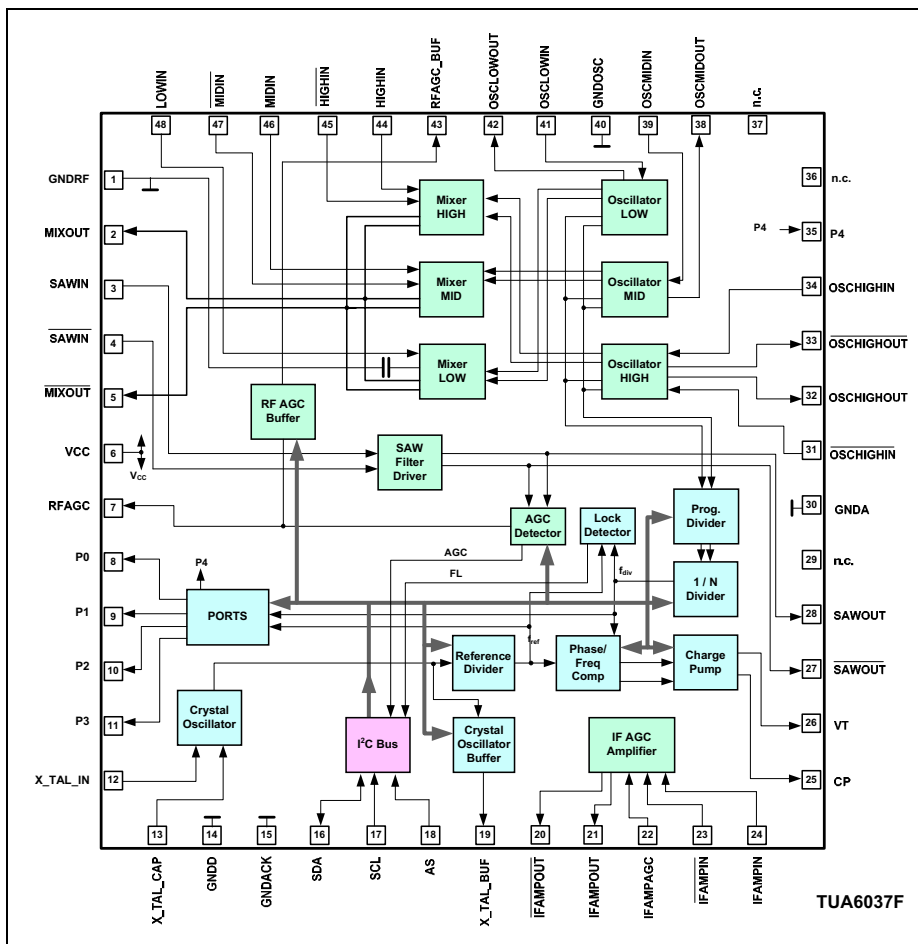 LOWIN
MIDIN
MIDIN
HIGHIN
HIGHIN
RFAGC_BUF
OSCLOWOUT
OSCLOWIN
GNDOSC
OSCMIDIN
OSCMIDOUT
n.c.
48
47
46
45
44
43
42
41
40
39
38
37
GNDRF
1
MIXOUT
2
SAWIN
3
SAWIN
4
MIXOUT
5
VCC
6
Vcc
RFAGC
7
P0
8
P1
9
P2
10
P3
11
X_TAL_IN
12
36
n.c.
P4
35
P4
34
OSCHIGHIN
33
OSCHIGHOUT
32
OSCHIGHOUT
31
OSCHIGHIN
30
GNDA
29
n.c.
28
SAWOUT
27
SAWOUT
26
VT
25
CP
Mixer
HIGH
Oscillator
LOW
Mixer
MID
Oscillator
MID
Mixer
LOW
Oscillator
HIGH
RF AGC
Buffer
SAW
Filter
Driver
AGC
Detector
Lock
Detector
Prog.
Divider
AGC
FL
fdiv
1 / N
Divider
P4
PORTS
fref
Reference
Divider
Phase/
Freq
Comp
Charge
Pump
Crystal
Oscillator
I²C Bus
Crystal
Oscillator
Buffer
IF AGC
Amplifier
13
14
15
16
17
18
19
20
21
22
23
24
X_TAL_CAP
GNDD
GNDACK
SDA
SCL
AS
X_TAL_BUF
IFAMPOUT
IFAMPOUT
IFAMPAGC
IFAMPIN
IFAMPIN
TUA6037F